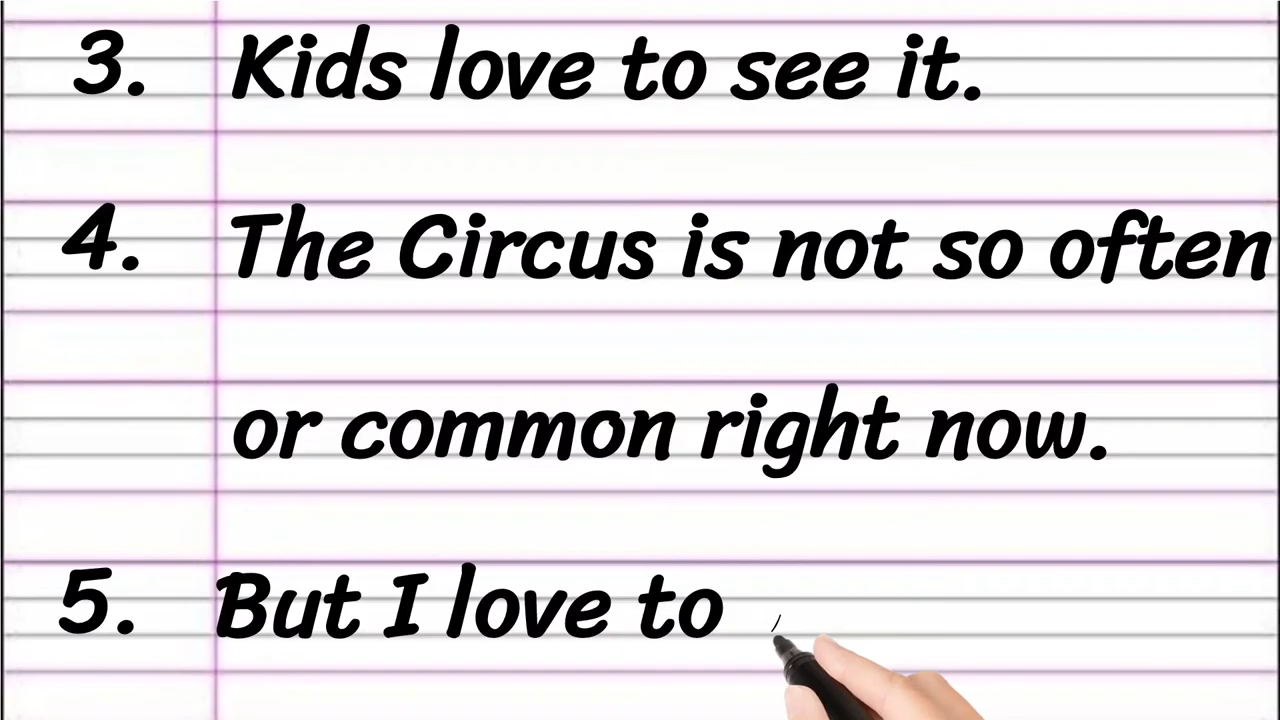 3. Kids love to see it.
4. The Circus is not so often
or common right now.
5. But I love to